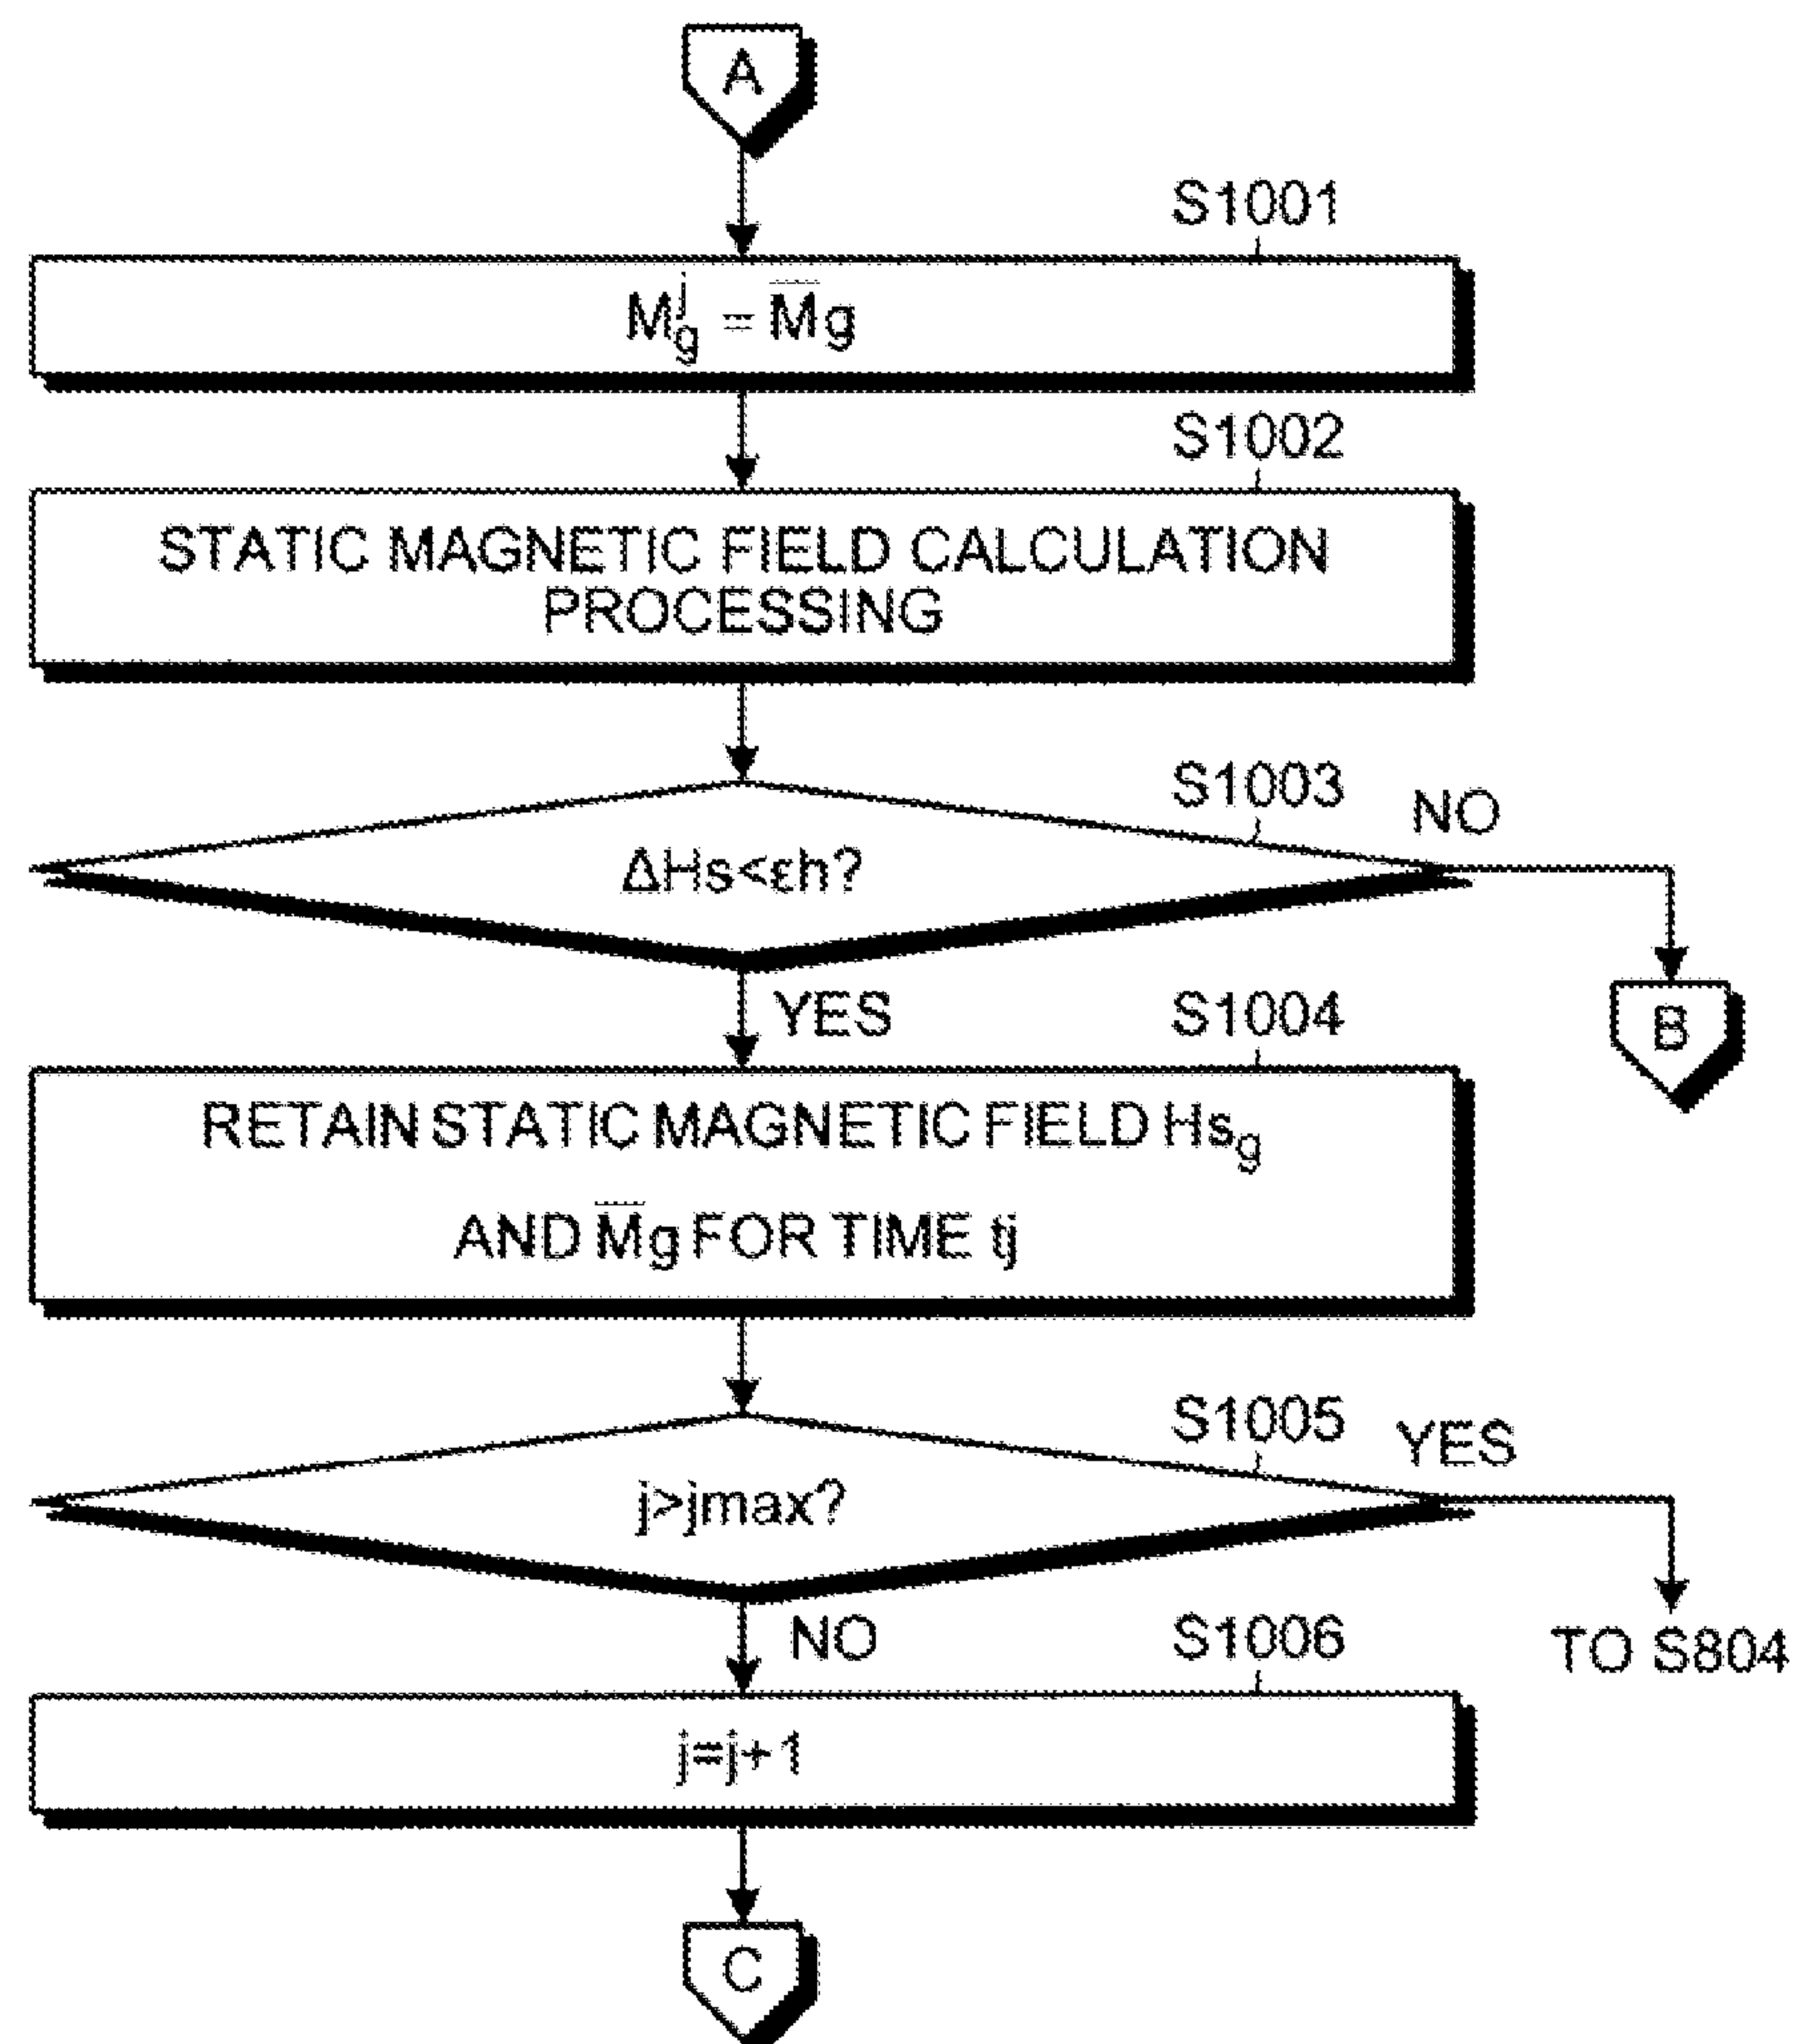 A
S1001
M_g^j = M̅g
S1002
STATIC MAGNETIC FIELD CALCULATION
PROCESSING
S1003
NO
ΔHs<εh?
YES
S1004
B
RETAIN STATIC MAGNETIC FIELD Hs_g
AND M̅g FOR TIME tj
S1005
YES
j>jmax?
NO
S1006
TO S804
j=j+1
C